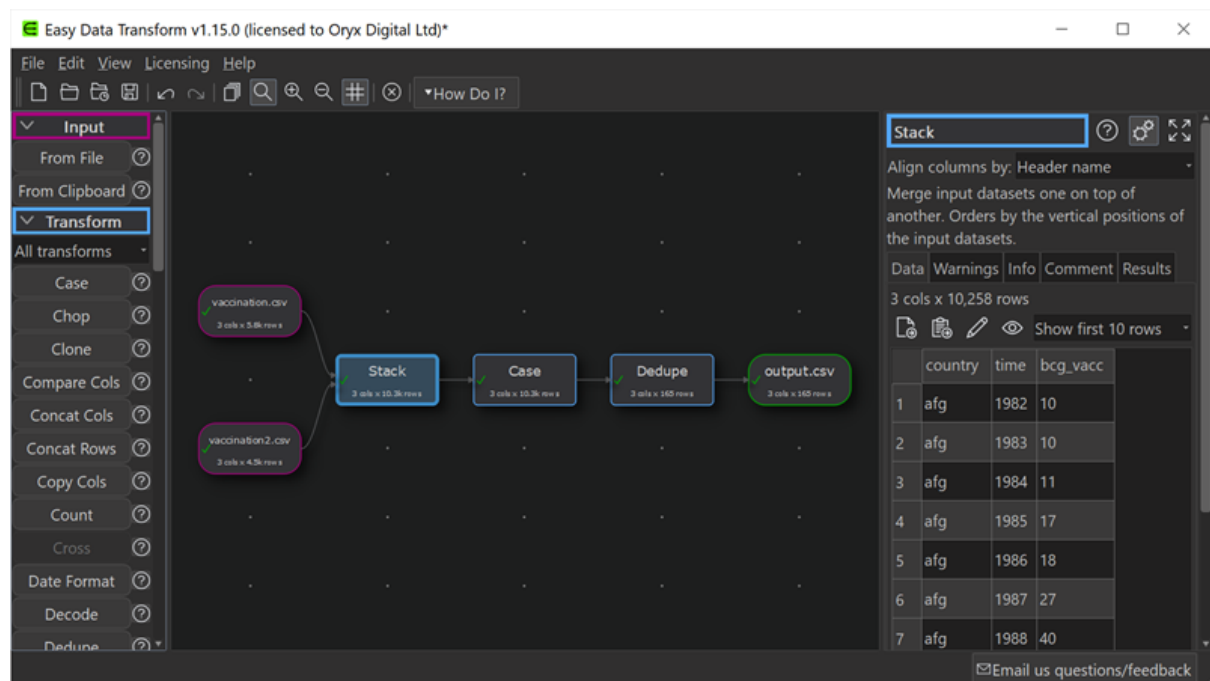 Easy Data Transform v1.15.0 (licensed to Oryx Digital Ltd)*
File Edit View Licensing Help
How Do I?
Input
From File
From Clipboard
Transform
All transforms
Case
Chop
Clone
Compare Cols
Concat Cols
Concat Rows
Copy Cols
Count
Cross
Date Format
Decode
Dedupe
vaccination.csv
3 cols x 5.8k rows
vaccination2.csv
3 cols x 4.5k rows
Stack
3 cols x 10.3k rows
Case
3 cols x 10.3k rows
Dedupe
3 cols x 165 rows
output.csv
3 cols x 165 rows
Stack
Align columns by: Header name
Merge input datasets one on top of
another. Orders by the vertical positions of
the input datasets.
Data Warnings Info Comment Results
3 cols x 10,258 rows
Show first 10 rows
country time bcg_vacc
1 afg 1982 10
2 afg 1983 10
3 afg 1984 11
4 afg 1985 17
5 afg 1986 18
6 afg 1987 27
7 afg 1988 40
Email us questions/feedback